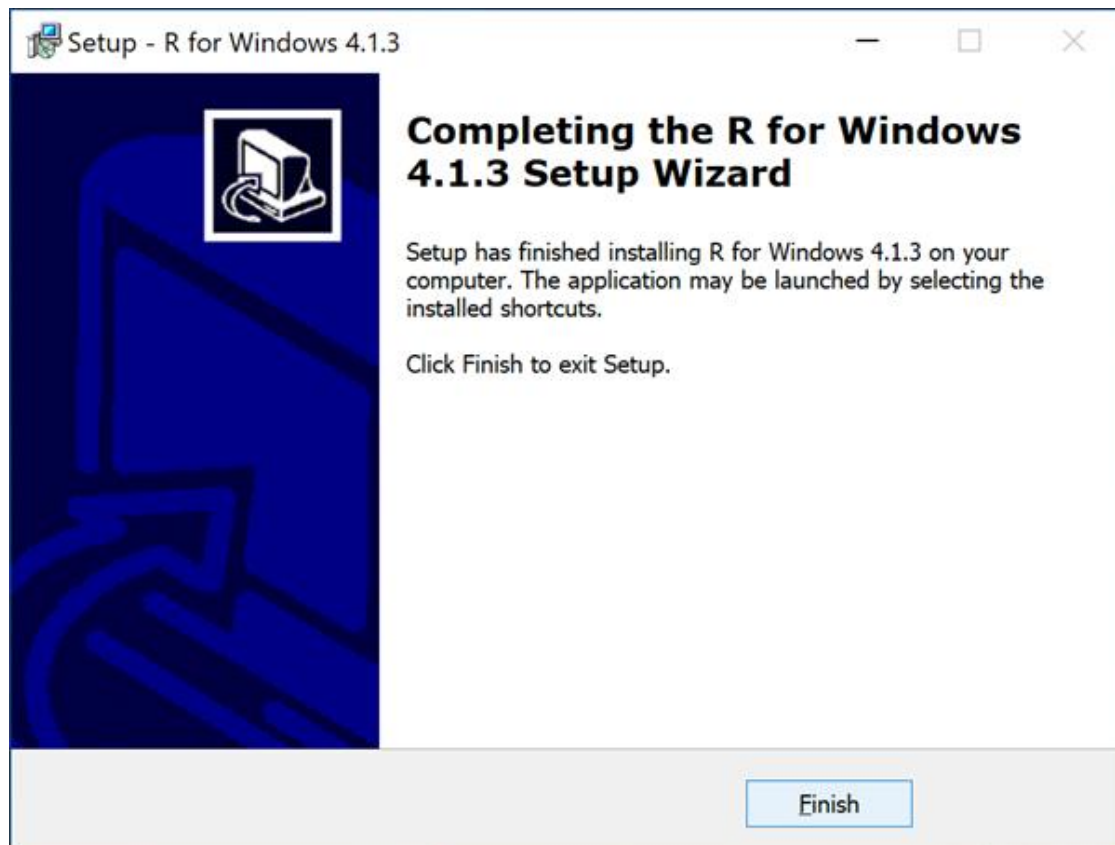 Setup - R for Windows 4.1.3
Completing the R for Windows
4.1.3 Setup Wizard
Setup has finished installing R for Windows 4.1.3 on your
computer. The application may be launched by selecting the
installed shortcuts.
Click Finish to exit Setup.
Finish